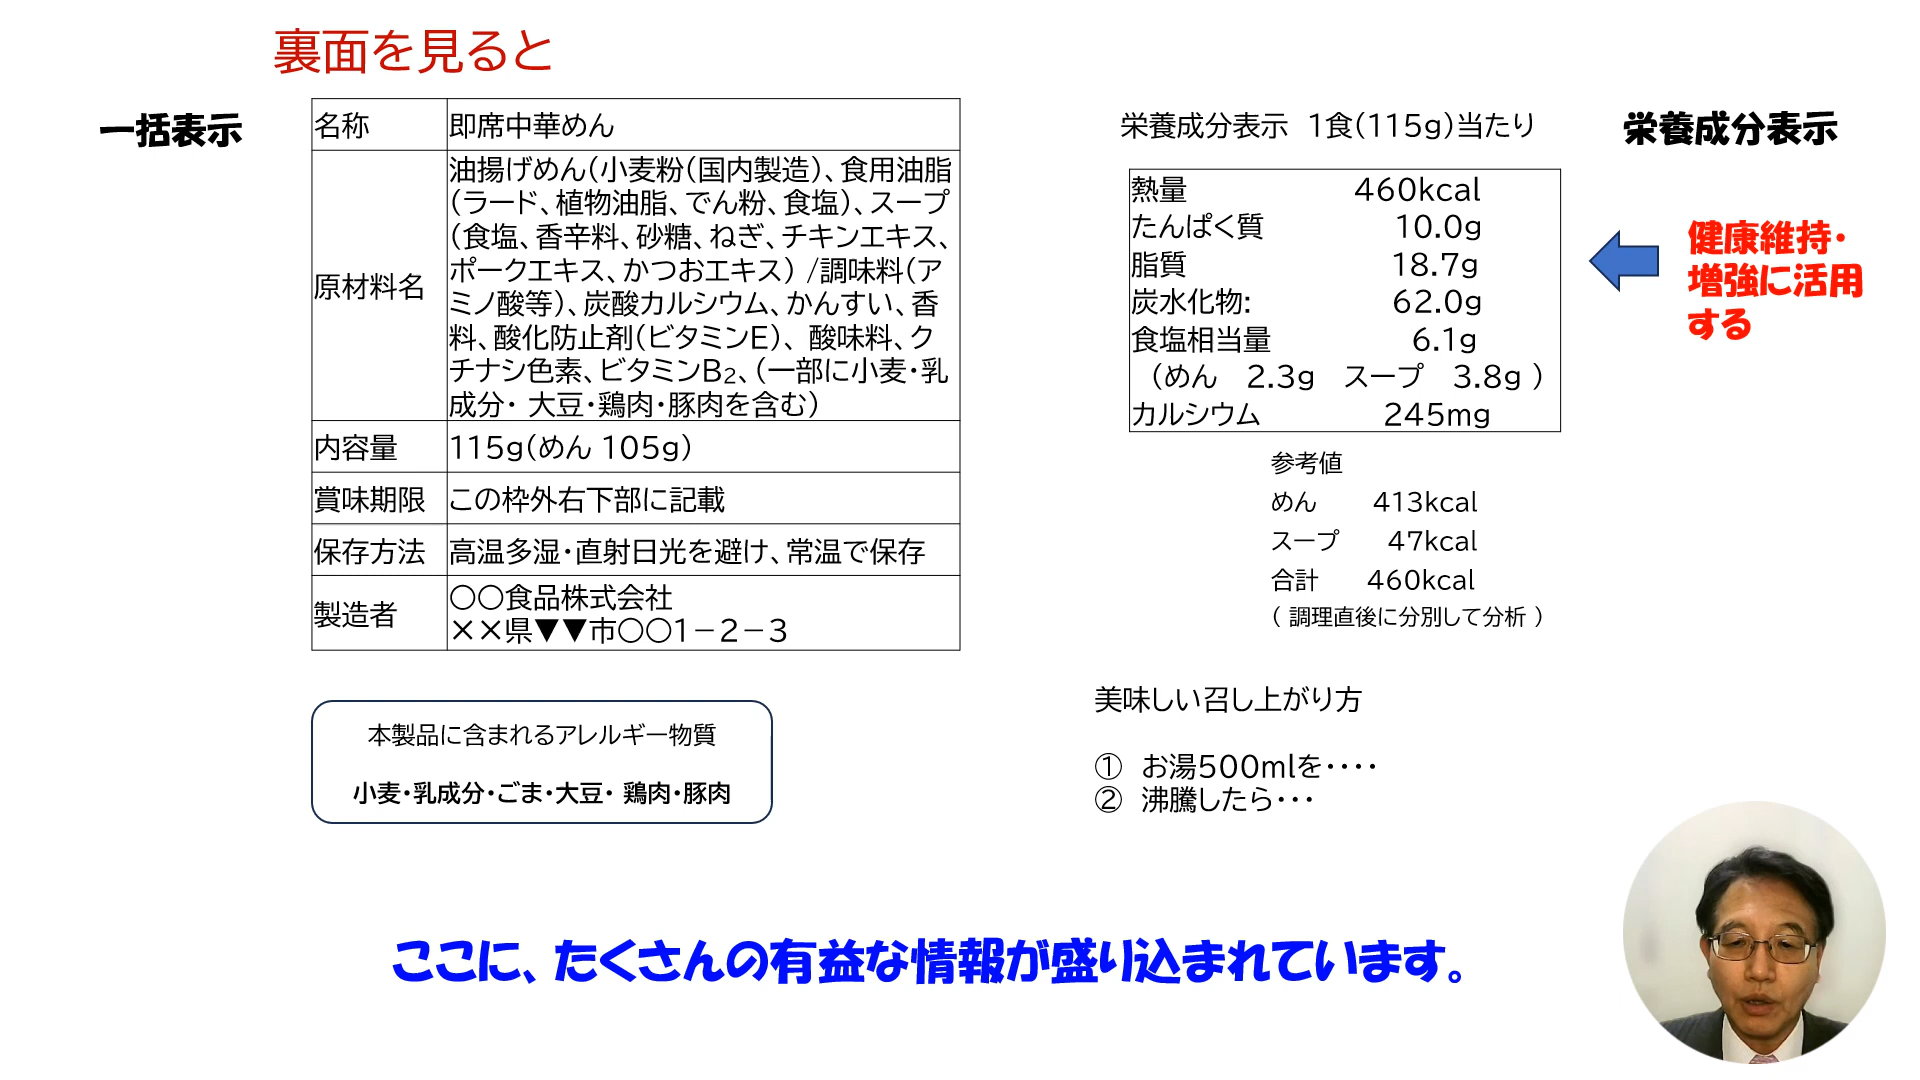 裏面を見ると
一括表示
名称 即席中華めん
原材料名
油揚げめん(小麦粉(国内製造)、食用油脂
(ラード、植物油脂、でん粉、食塩)、スープ
(食塩、香辛料、砂糖、ねぎ、チキンエキス、
ポークエキス、かつおエキス) /調味料(ア
ミノ酸等)、炭酸カルシウム、かんすい、香
料、酸化防止剤(ビタミンE)、 酸味料、ク
チナシ色素、ビタミンB₂、(一部に小麦・乳
成分・ 大豆・鶏肉・豚肉を含む)
内容量 115g(めん 105g)
賞味期限 この枠外右下部に記載
保存方法 高温多湿・直射日光を避け、常温で保存
製造者
〇〇食品株式会社
××県▼▼市〇〇1－2－3
本製品に含まれるアレルギー物質
小麦・乳成分・ごま・大豆・ 鶏肉・豚肉
栄養成分表示 1食(115g)当たり
栄養成分表示
熱量 460kcal
たんぱく質 10.0g
脂質 18.7g
炭水化物: 62.0g
食塩相当量 6.1g
(めん 2.3g スープ 3.8g )
カルシウム 245mg
健康維持・
増強に活用
する
参考値
めん 413kcal
スープ 47kcal
合計 460kcal
( 調理直後に分別して分析 )
美味しい召し上がり方
① お湯500mlを・・・・
② 沸騰したら・・・
ここに、たくさんの有益な情報が盛り込まれています。